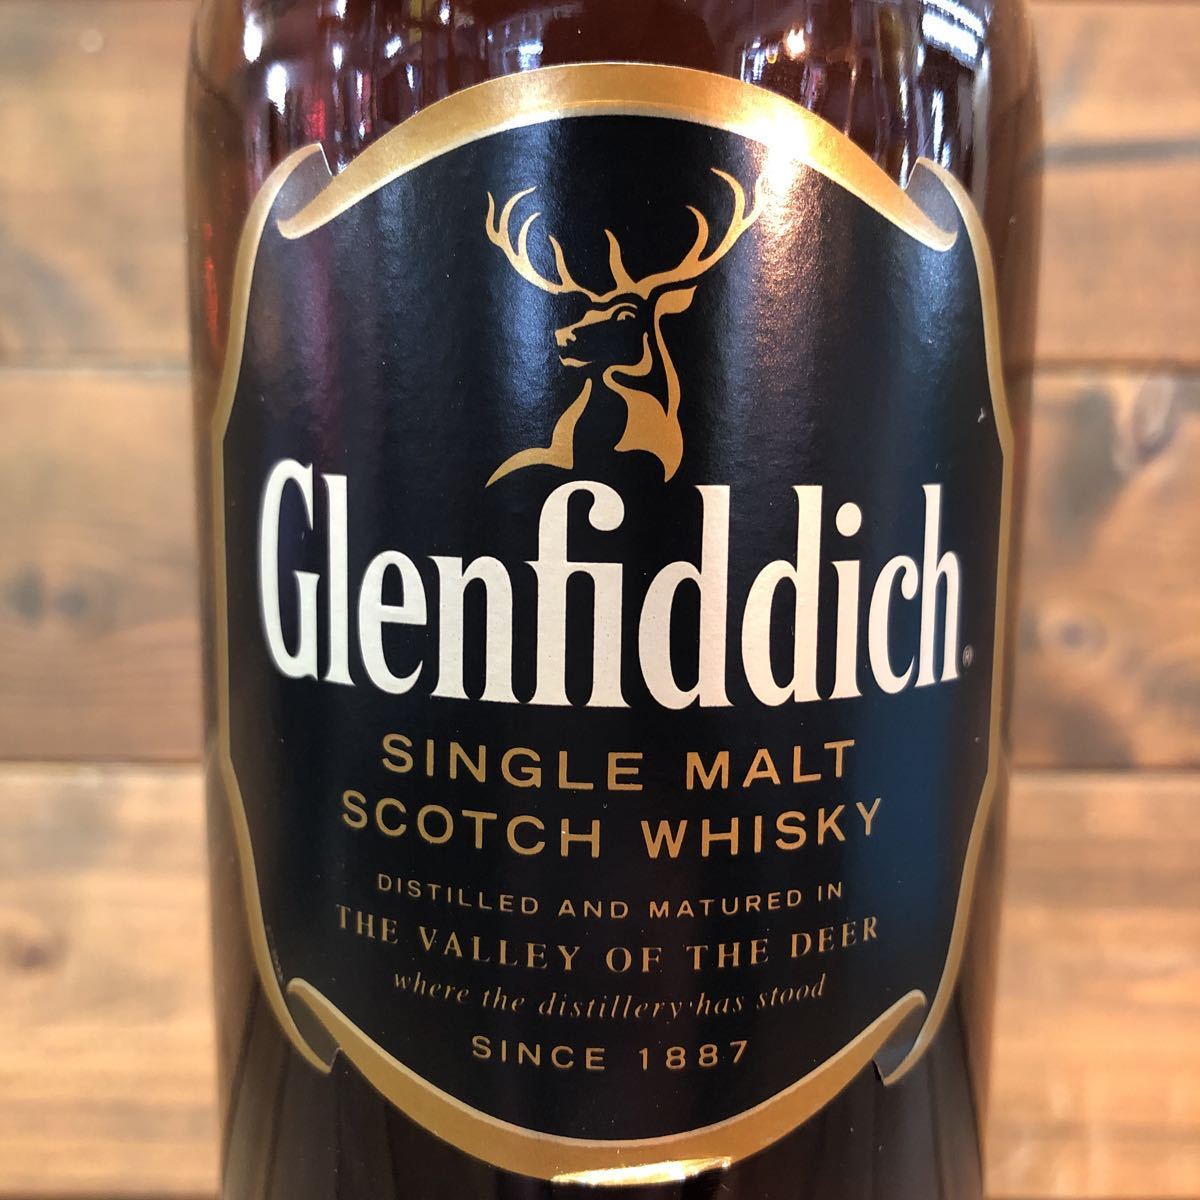 Glenfiddich®
SINGLE MALT
SCOTCH WHISKY
DISTILLED AND MATURED IN
THE VALLEY OF THE DEER
where the distillery has stood
SINCE 1887